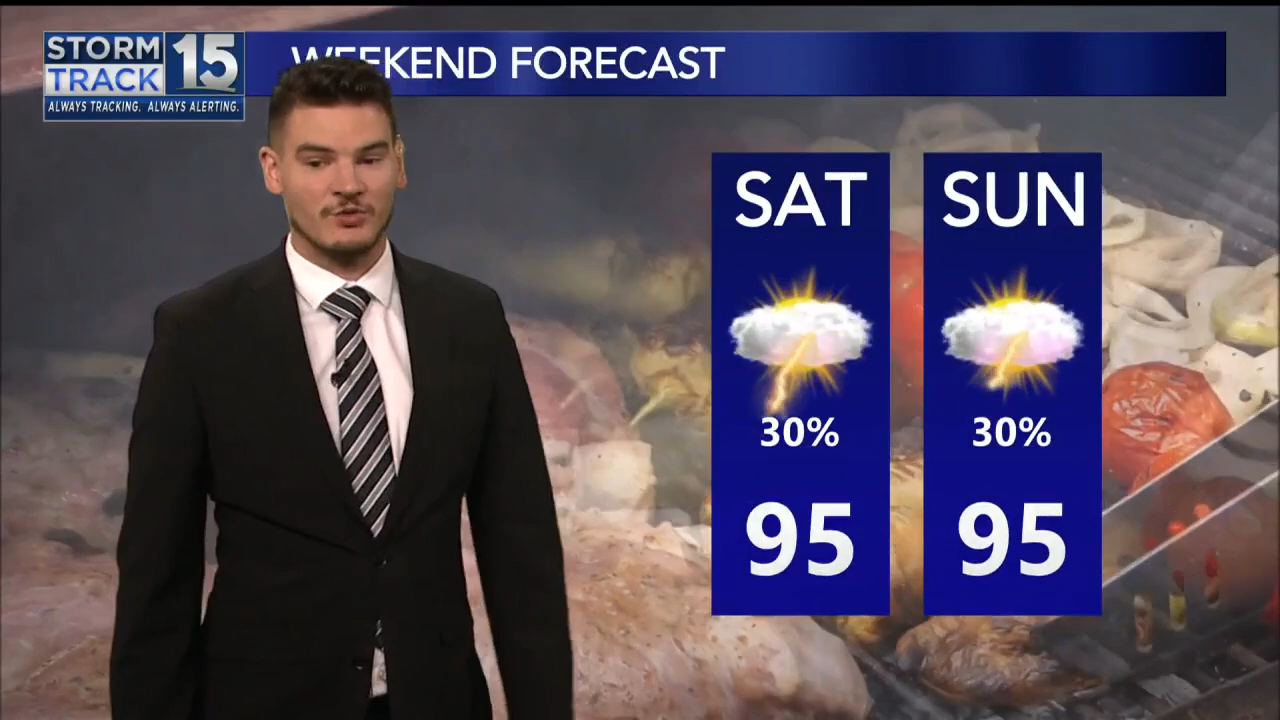 STORM
TRACK
15
ALWAYS TRACKING. ALWAYS ALERTING.
WEEKEND FORECAST
SAT
30%
95
SUN
30%
95